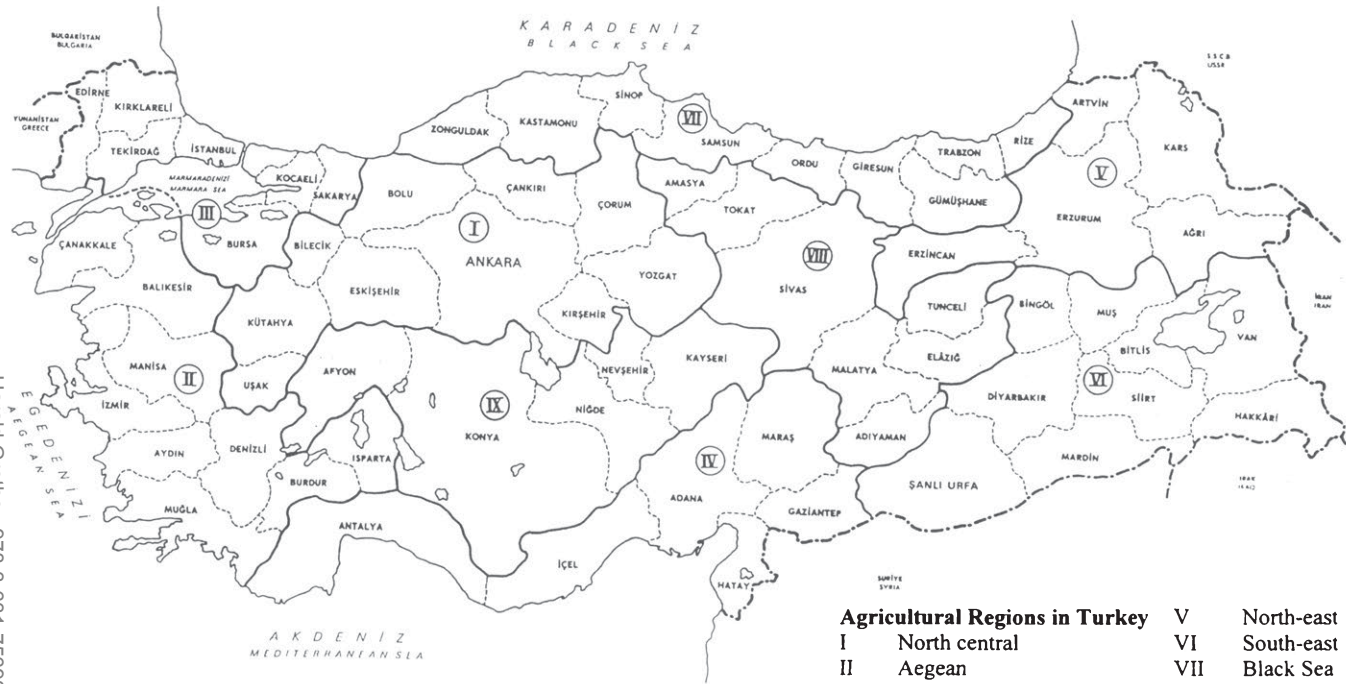 KARADENİZ
BLACK SEA
BULGARİSTAN
BULGARIA
SSCB
USSR
YUNANİSTAN
GREECE
EDİRNE
KIRKLARELİ
TEKİRDAĞ
İSTANBUL
MARMARADENİZİ
MARMARA SEA
KOCAELİ
SAKARYA
ZONGULDAK
KASTAMONU
SİNOP
VII
SAMSUN
ORDU
GİRESUN
TRABZON
RİZE
ARTVİN
KARS
V
BOLU
ÇANKIRI
ÇORUM
AMASYA
TOKAT
GÜMÜŞHANE
ERZURUM
AĞRI
III
I
ÇANAKKALE
BURSA
BİLECİK
ANKARA
VIII
ERZİNCAN
BALIKESİR
ESKİŞEHİR
YOZGAT
SİVAS
TUNCELİ
BİNGÖL
MUŞ
İRAN
IRAN
KÜTAHYA
KIRŞEHİR
BİTLİS
VAN
MANİSA
II
UŞAK
AFYON
NEVŞEHİR
KAYSERİ
MALATYA
ELÂZIĞ
VI
İZMİR
IX
KONYA
NİĞDE
DİYARBAKIR
SİİRT
HAKKÂRİ
EGEDENİZİ
AEGEAN SEA
AYDIN
DENİZLİ
ISPARTA
MARAŞ
ADIYAMAN
MARDİN
IV
BURDUR
ADANA
ŞANLI URFA
IRAK
MUĞLA
ANTALYA
GAZİANTEP
İÇEL
HATAY
SURİYE
SYRIA
AKDENİZ
MEDITERRANEAN SEA
Agricultural Regions in Turkey
I North central
II Aegean
V North-east
VI South-east
VII Black Sea